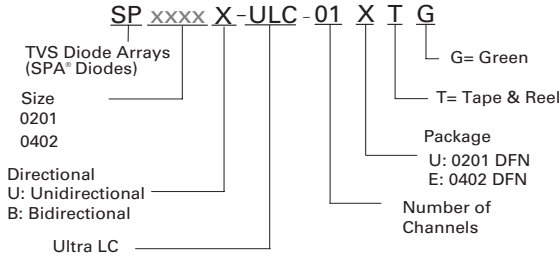 SP xxxx X-ULC-01 X T G
TVS Diode Arrays
(SPA® Diodes)
G= Green
Size
0201
0402
T= Tape & Reel
Package
U: 0201 DFN
E: 0402 DFN
Directional
U: Unidirectional
B: Bidirectional
Number of
Channels
Ultra LC